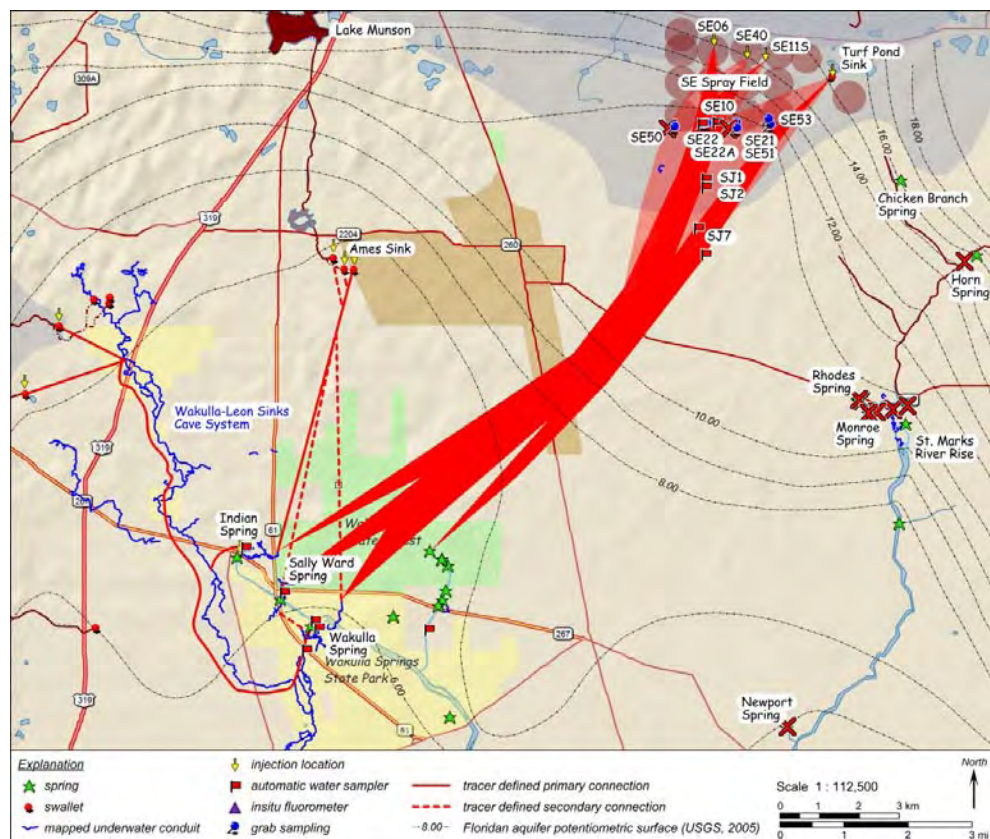 Lake Munson
SE06
SE40
SE11S
Turf Pond
Sink
309A
SE Spray Field
16.00
18.00
SE10
SE53
SE50
SE22
SE21
SE22A
SE51
14.00
SJ1
SJ2
Chicken Branch
Spring
319
12.00
2204
SJ7
Ames Sink
260
Horn
Spring
Rhodes
Spring
Wakulla-Leon Sinks
Cave System
10.00
Monroe
Spring
St. Marks
River Rise
319
8.00
Indian
Spring
61
Sally Ward
Spring
267
Wakulla
Spring
Wakulla Springs
State Park
Newport
Spring
319
61
Explanation
spring
swallet
mapped underwater conduit
injection location
automatic water sampler
insitu fluorometer
grab sampling
tracer defined primary connection
tracer defined secondary connection
8.00 Floridan aquifer potentiometric surface (USGS, 2005)
North
Scale 1 : 112,500
0 1 2 3 km
0 1 2 3 mi